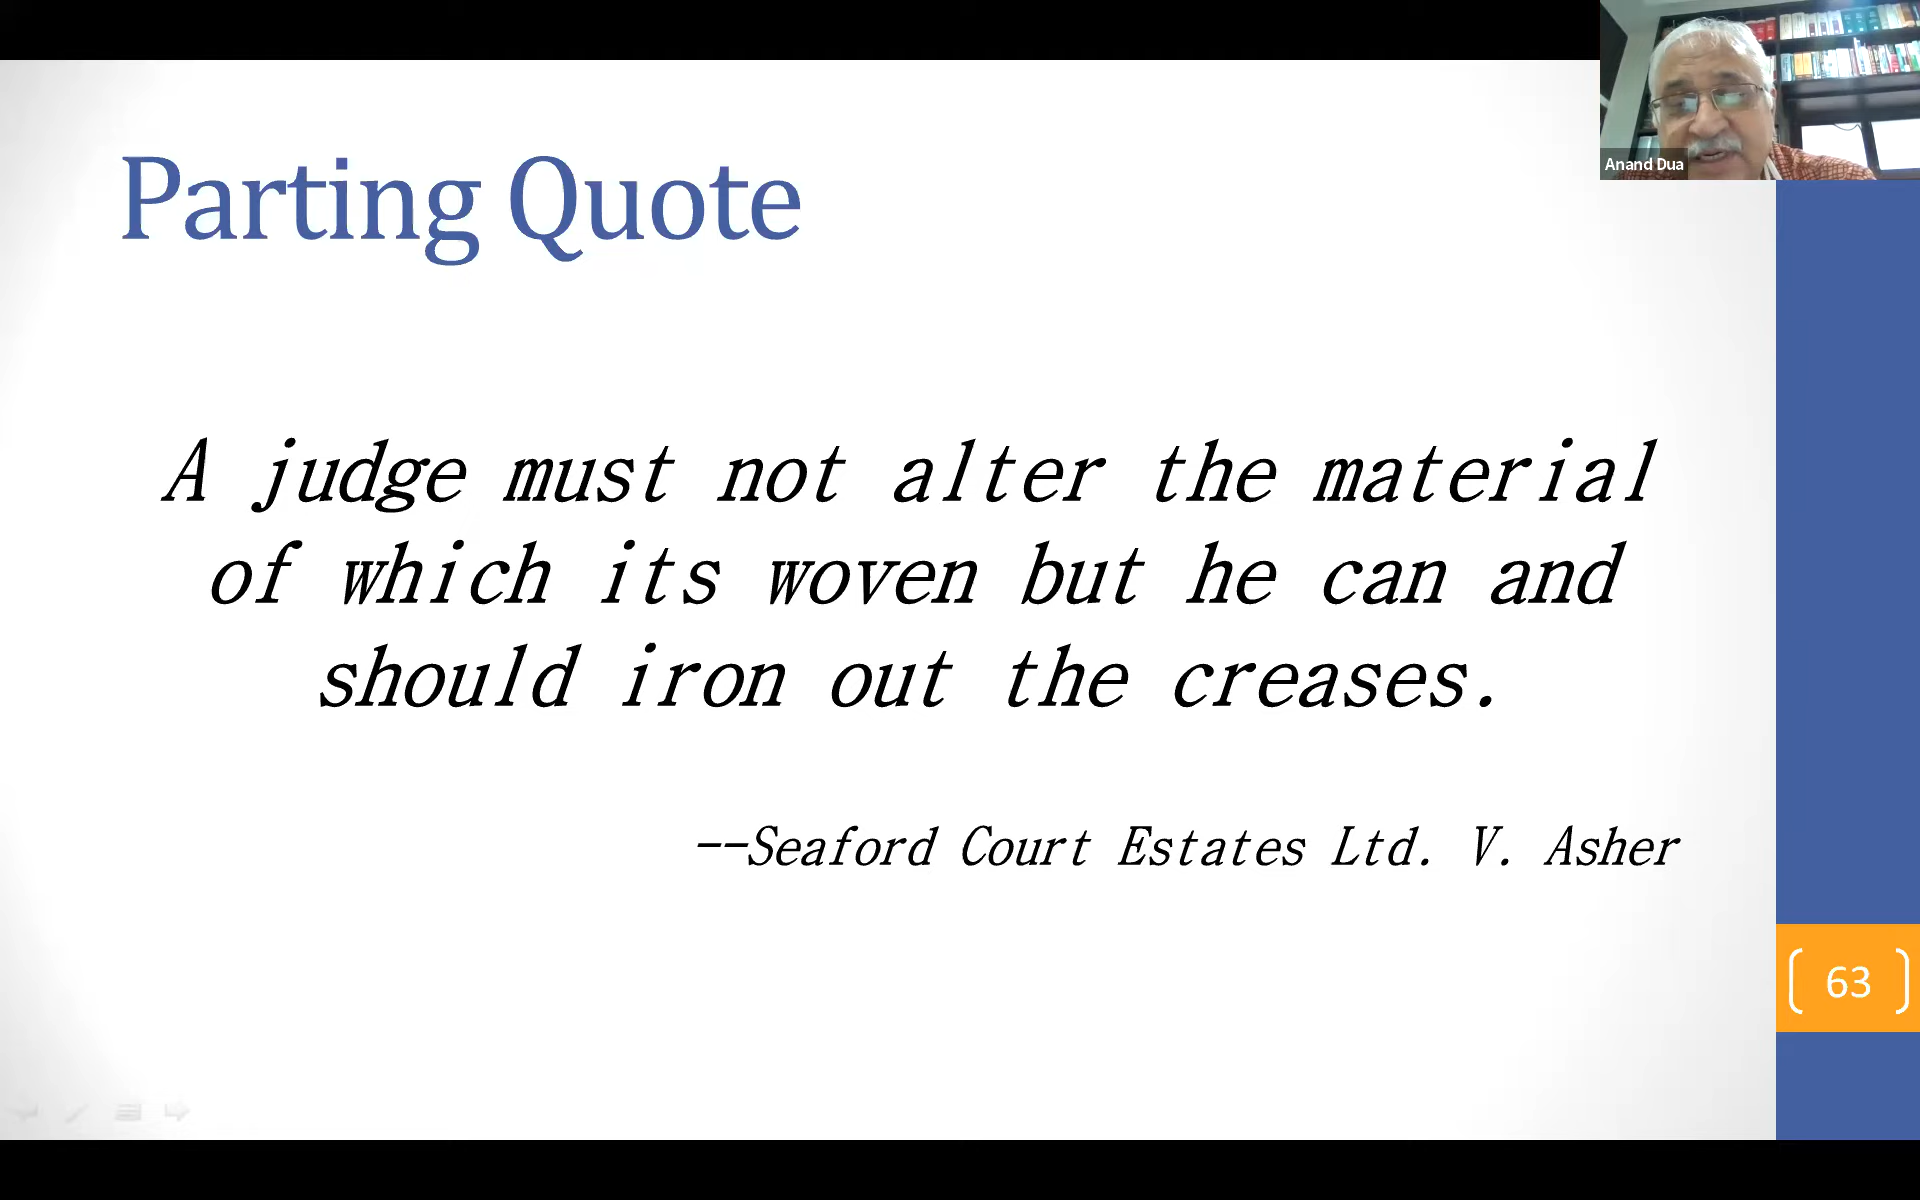 Anand Dua
Parting Quote
A judge must not alter the material
of which its woven but he can and
should iron out the creases.
--Seaford Court Estates Ltd. V. Asher
63